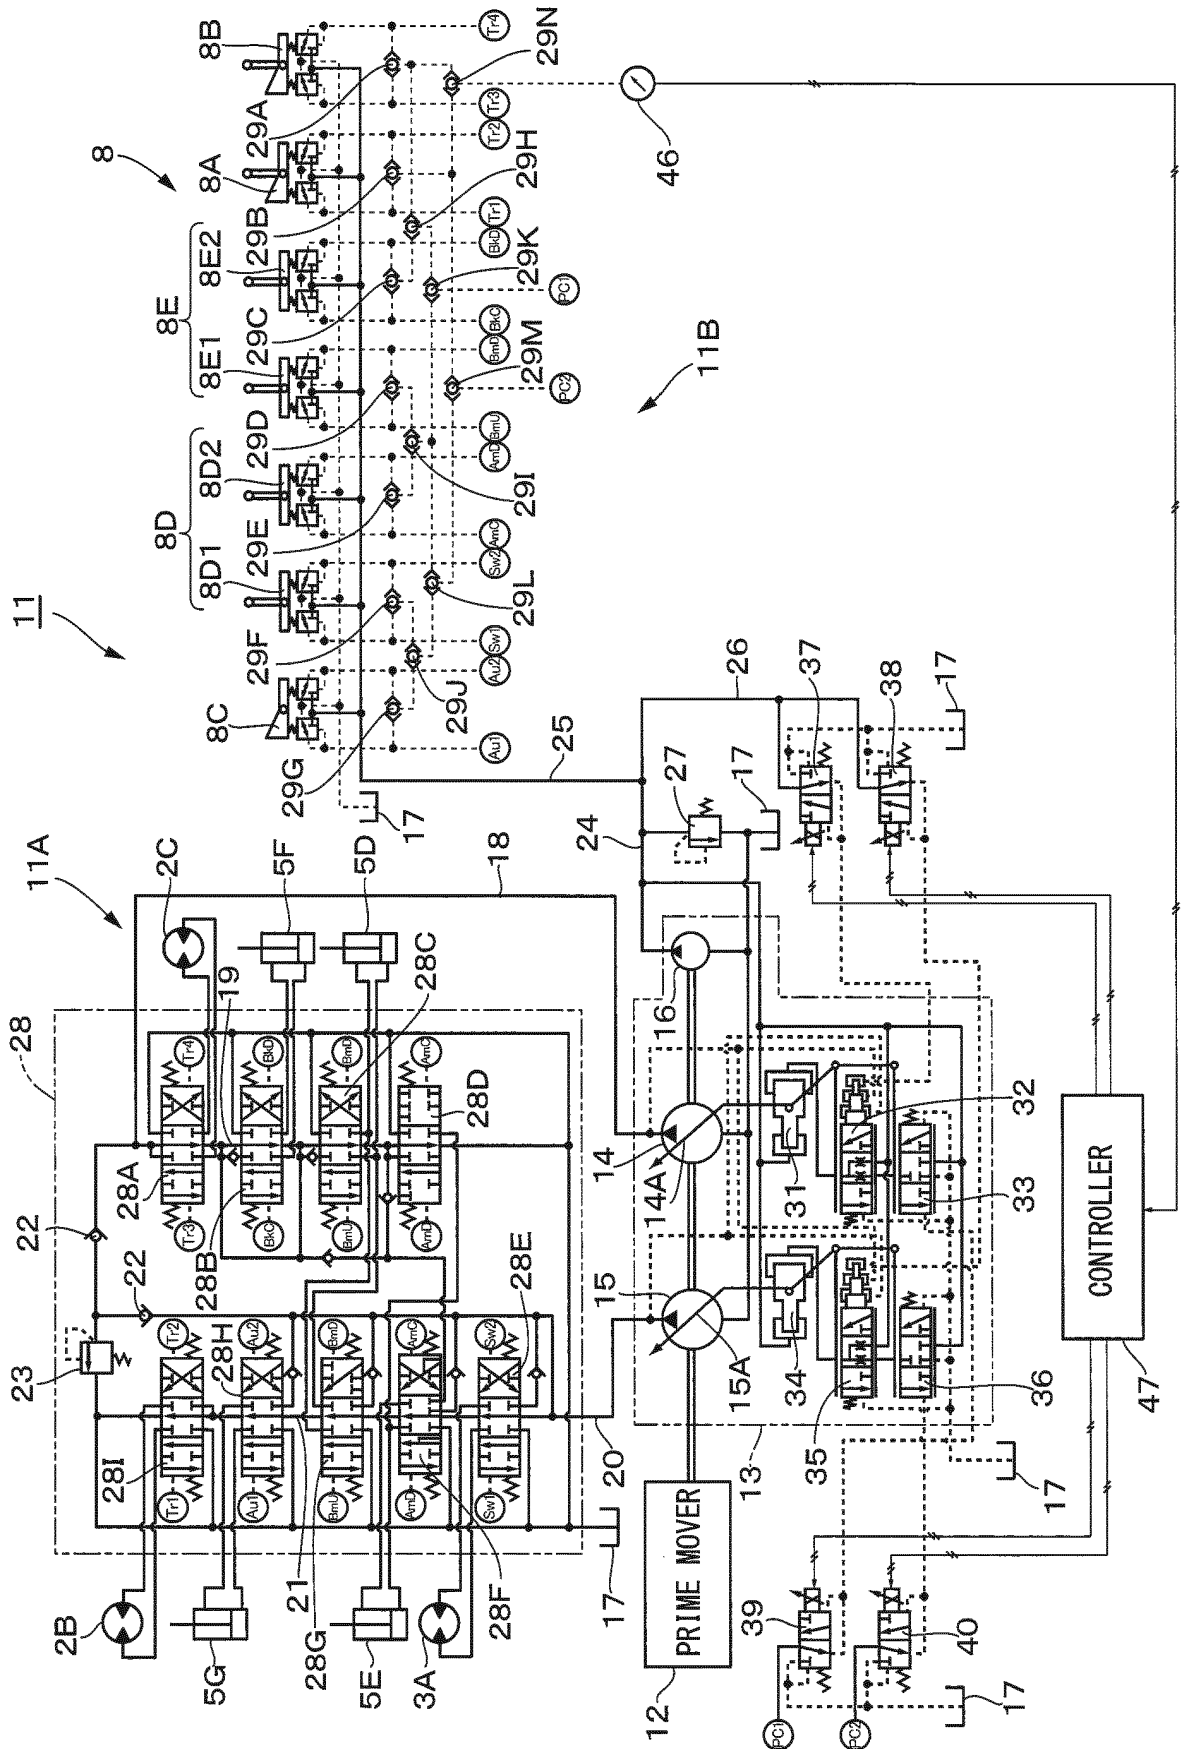 11
28
11A
22
23
8
2B
28I
22
28A
2C
8C
8D
8D1
8D2
8E
8E1
8E2
8A
8B
Tr1
Tr2
Tr3
Tr4
5G
28H
28B
19
5F
29G
29F
29E
29D
29C
29B
29A
Au1
Au2
BkC
BkD
21
28G
BmD
BmU
BmU
BmD
5E
28F
AmD
AmC
AmD
AmC
28D
28C
5D
17
3A
Sw1
Sw2
28E
18
29J
29L
29I
29M
29K
29H
29N
Au1
Au2
Sw1
Sw2
AmC
AmD
BmU
BmD
BkC
BkD
Tr1
Tr2
Tr3
Tr4
PC2
PC1
17
20
15
14
24
25
46
12
PRIME MOVER
13
15A
14A
16
27
17
26
11B
34
31
37
39
35
32
38
PC1
PC2
40
36
33
17
17
17
47
CONTROLLER